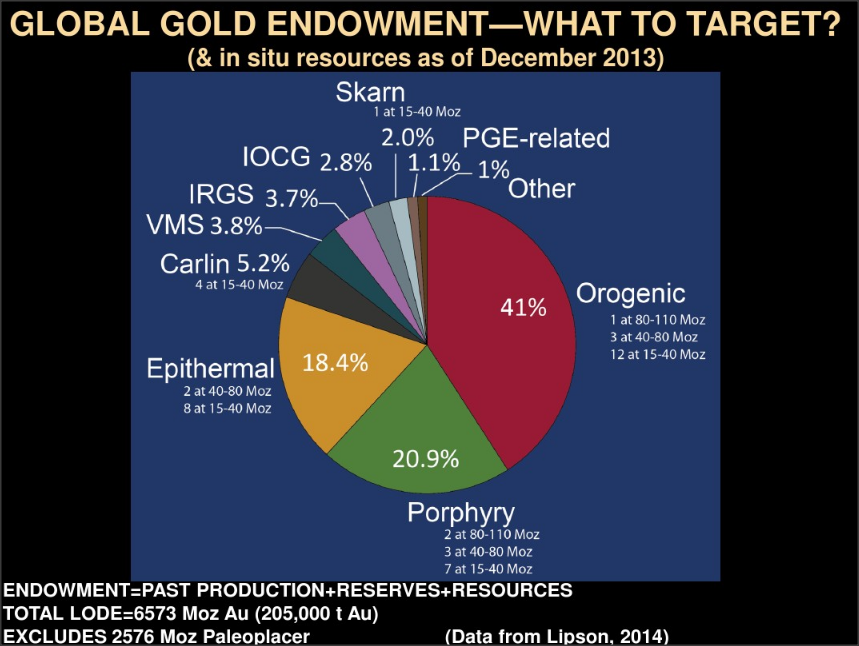 GLOBAL GOLD ENDOWMENT—WHAT TO TARGET?
(& in situ resources as of December 2013)
Skarn
1 at 15-40 Moz
2.0%
PGE-related
1.1%
IOCG 2.8%
1%
Other
IRGS 3.7%
VMS 3.8%
Carlin 5.2%
4 at 15-40 Moz
Orogenic
41%
1 at 80-110 Moz
3 at 40-80 Moz
12 at 15-40 Moz
Epithermal
18.4%
2 at 40-80 Moz
8 at 15-40 Moz
20.9%
Porphyry
2 at 80-110 Moz
3 at 40-80 Moz
7 at 15-40 Moz
ENDOWMENT=PAST PRODUCTION+RESERVES+RESOURCES
TOTAL LODE=6573 Moz Au (205,000 t Au)
EXCLUDES 2576 Moz Paleoplacer (Data from Lipson, 2014)